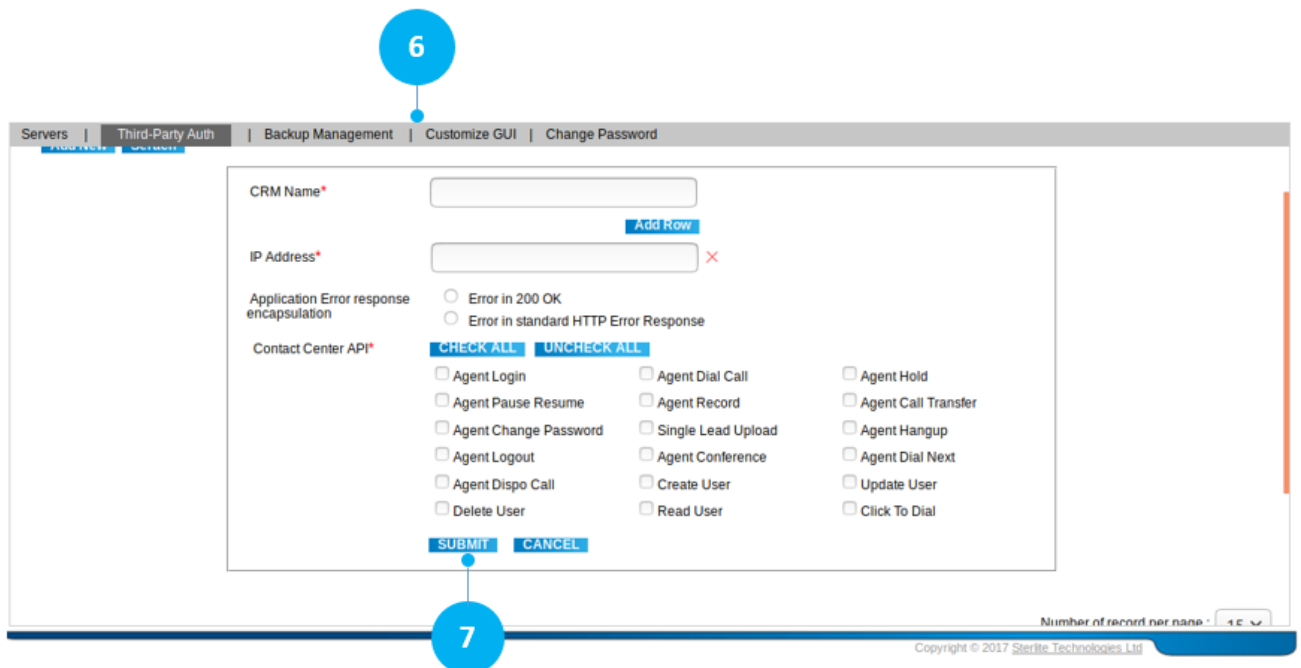 6
Servers | Third-Party Auth | Backup Management | Customize GUI | Change Password
Add New Serach
CRM Name*
Add Row
IP Address*
Application Error response encapsulation
Error in 200 OK
Error in standard HTTP Error Response
Contact Center API* CHECK ALL UNCHECK ALL
Agent Login Agent Dial Call Agent Hold
Agent Pause Resume Agent Record Agent Call Transfer
Agent Change Password Single Lead Upload Agent Hangup
Agent Logout Agent Conference Agent Dial Next
Agent Dispo Call Create User Update User
Delete User Read User Click To Dial
SUBMIT CANCEL
Number of record per page : 15
7
Copyright © 2017 Sterlite Technologies Ltd